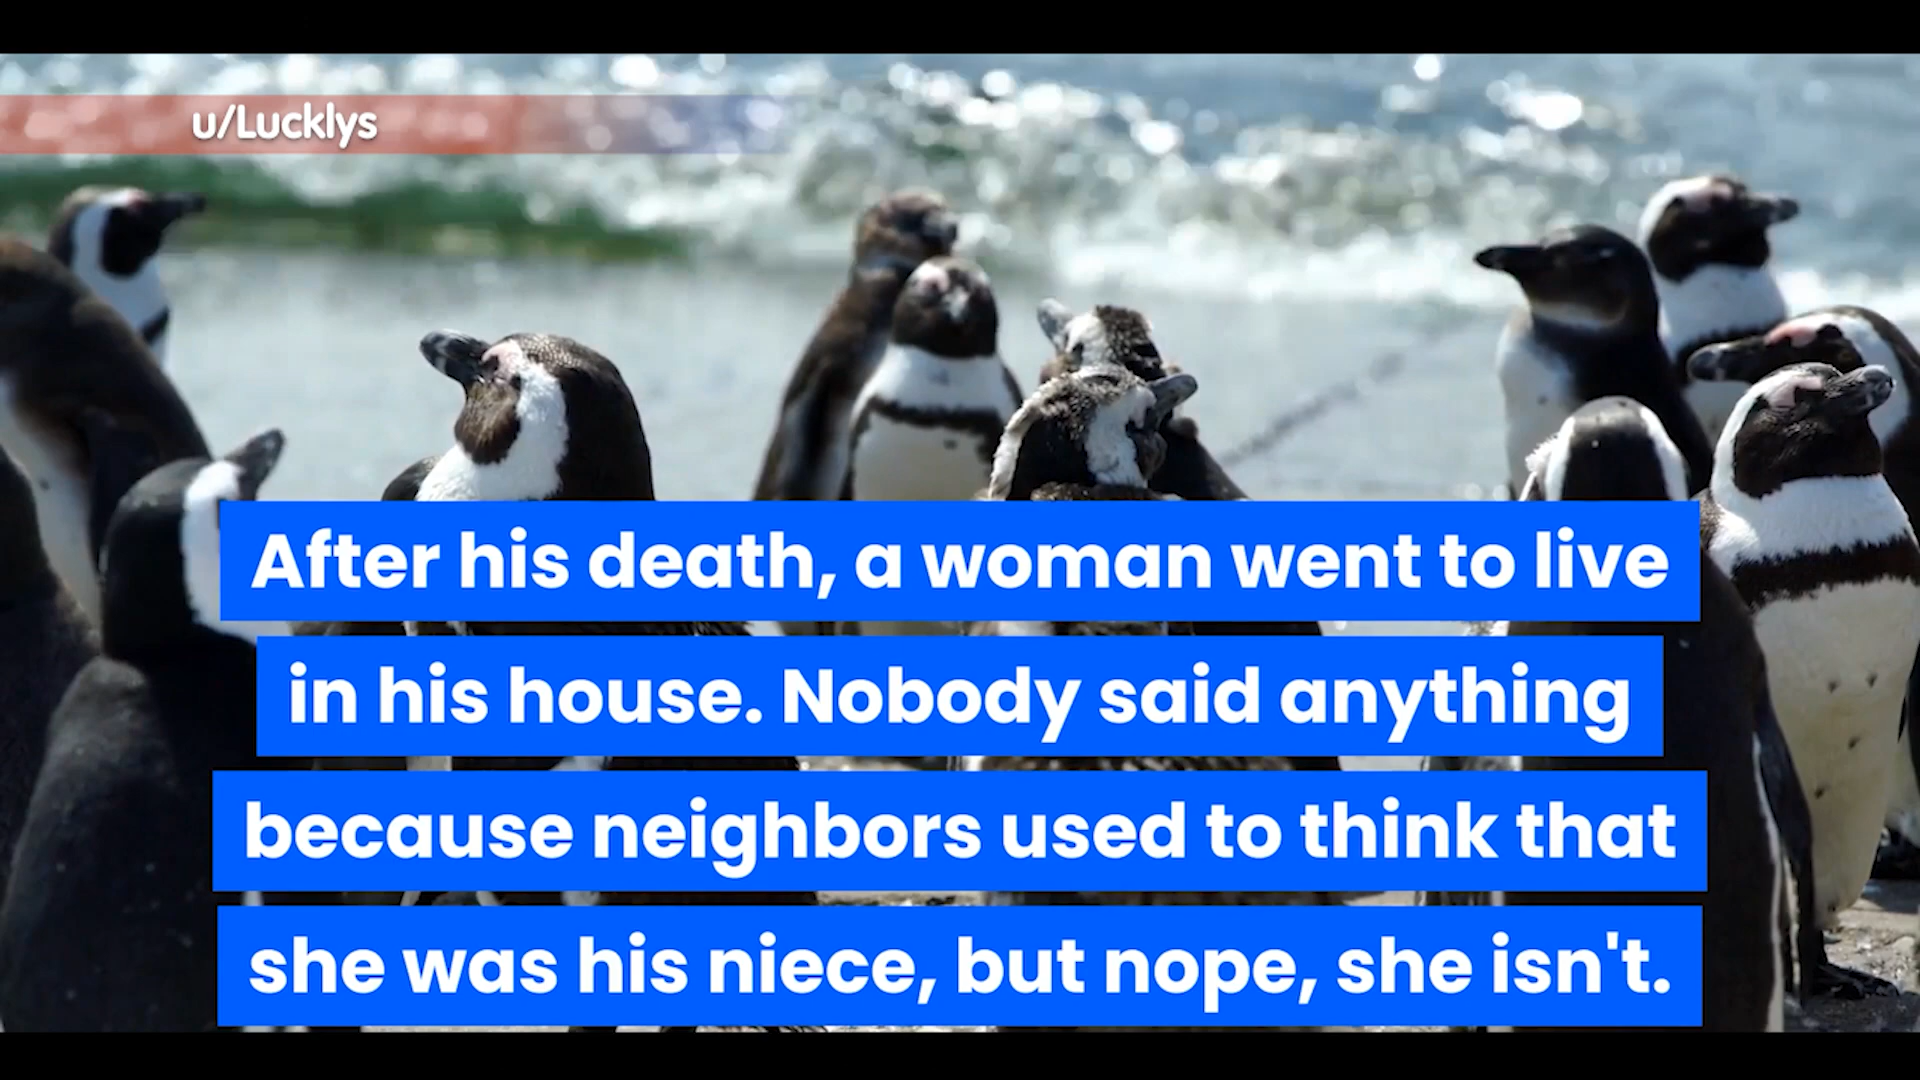 u/Lucklys
After his death, a woman went to live
in his house. Nobody said anything
because neighbors used to think that
she was his niece, but nope, she isn't.